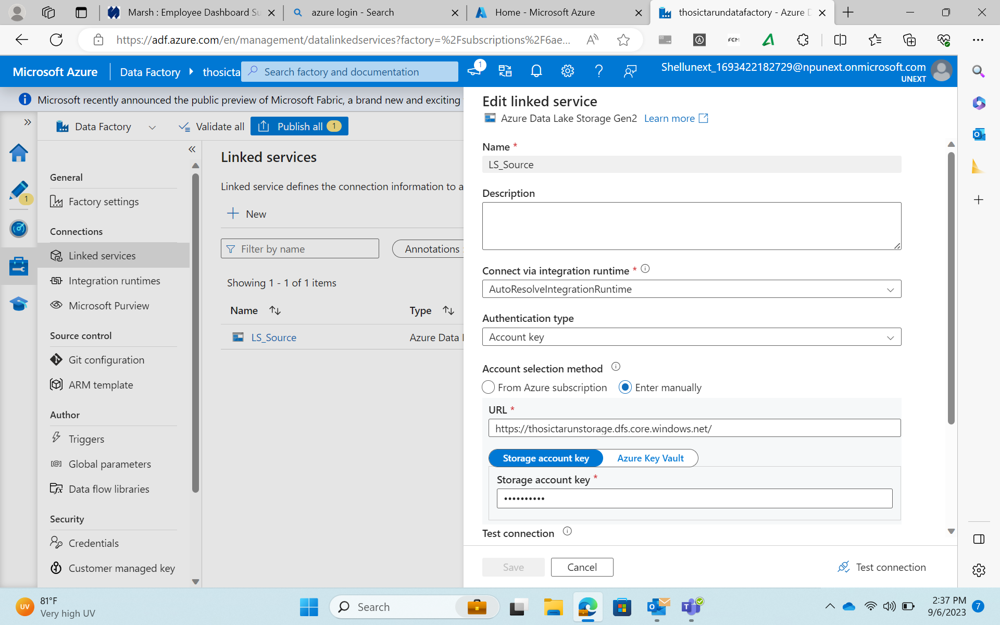 Marsh : Employee Dashboard Su
azure login - Search
Home - Microsoft Azure
thosictarundatafactory - Azure D
https://adf.azure.com/en/management/datalinkedservices?factory=%2Fsubscriptions%2F6ae...
FCM
Microsoft Azure
Data Factory
thosicta
Search factory and documentation
1
Shellunext_1693422182729@npunext.onmicrosoft.com
UNEXT
Microsoft recently announced the public preview of Microsoft Fabric, a brand new and exciting
Data Factory
Validate all
Publish all 1
1
General
Factory settings
Connections
Linked services
Integration runtimes
Microsoft Purview
Source control
Git configuration
ARM template
Author
Triggers
Global parameters
Data flow libraries
Security
Credentials
Customer managed key
Linked services
Linked service defines the connection information to a
New
Filter by name
Annotations :
Showing 1 - 1 of 1 items
Name
Type
LS_Source
Azure Data
Edit linked service
Azure Data Lake Storage Gen2 Learn more
Name *
LS_Source
Description
Connect via integration runtime *
AutoResolveIntegrationRuntime
Authentication type
Account key
Account selection method
From Azure subscription
Enter manually
URL *
https://thosictarunstorage.dfs.core.windows.net/
Storage account key
Azure Key Vault
Storage account key *
••••••••••
Test connection
Save
Cancel
Test connection
UV
81°F
Very high UV
Search
2:37 PM
9/6/2023
7